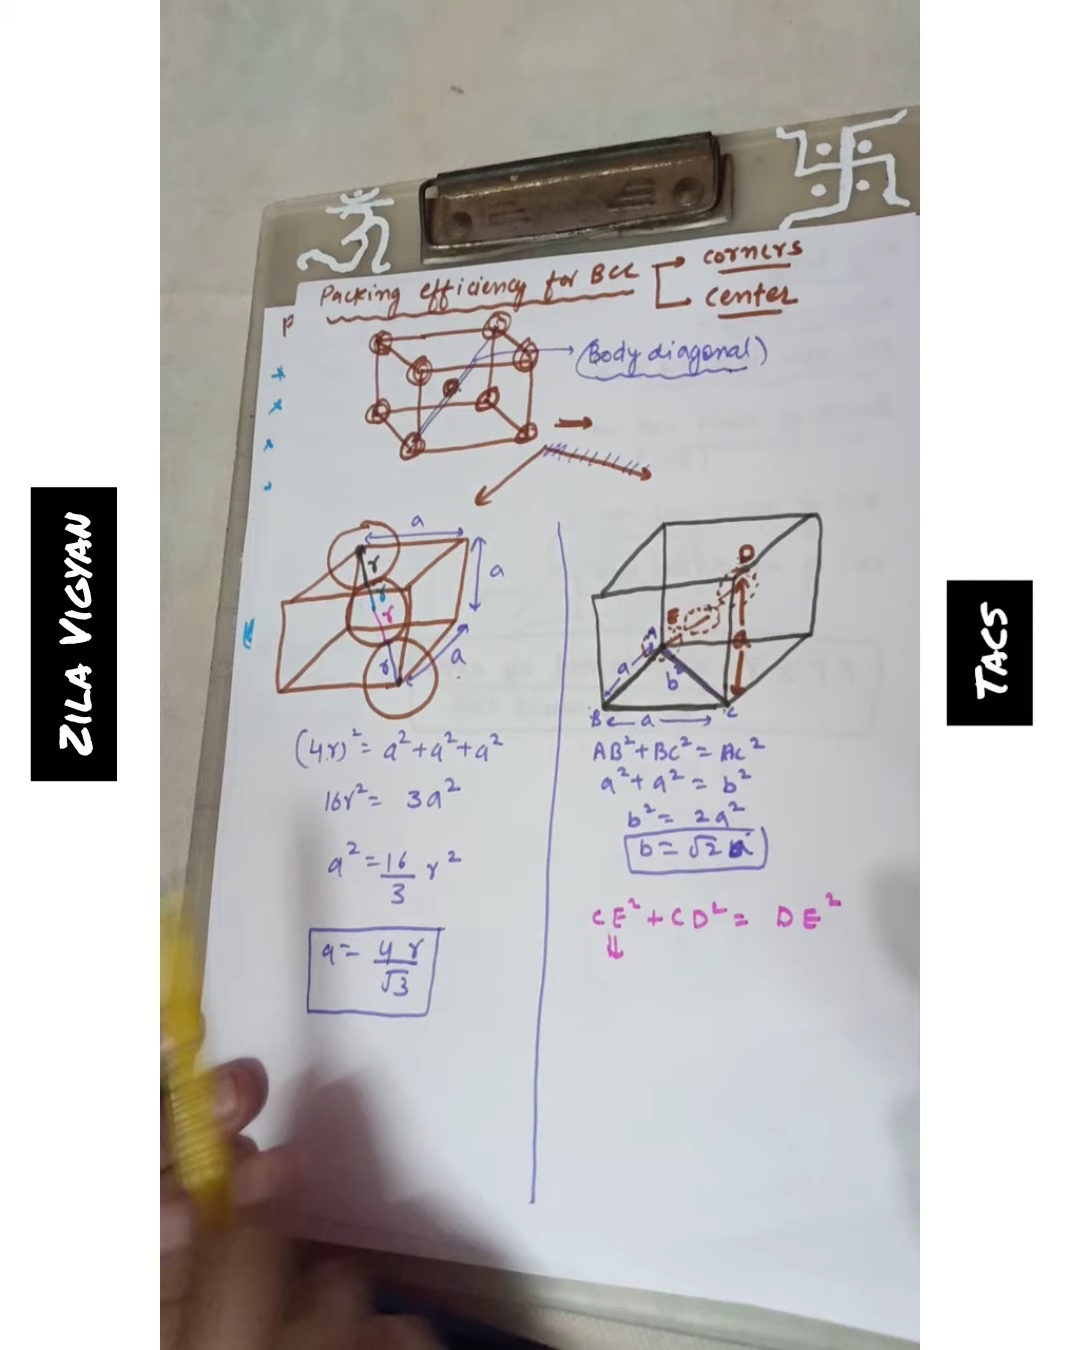 ZILA VIGYAN
TACS
ॐ
Packing efficiency for BCC
corners
center
P
(Body diagonal)
a
r
r
a
r
r
a
(4r)² = a²+a²+a²
16r² = 3a²
a² = 16/3 r²
a = 4r/√3
D
E
A
a
a
b
B a C
AB²+BC² = AC²
a²+a² = b²
b² = 2a²
b = √2 a
CE²+CD² = DE²
⇓